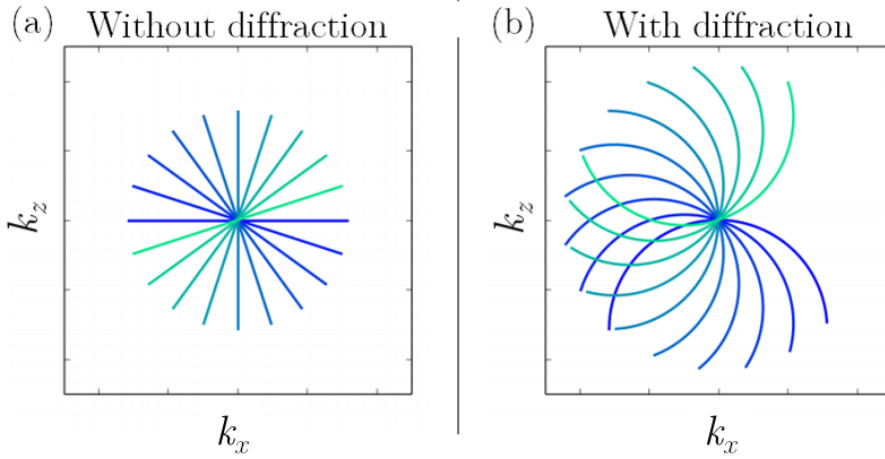 (a) Without diffraction
k_z
k_x
(b) With diffraction
k_z
k_x